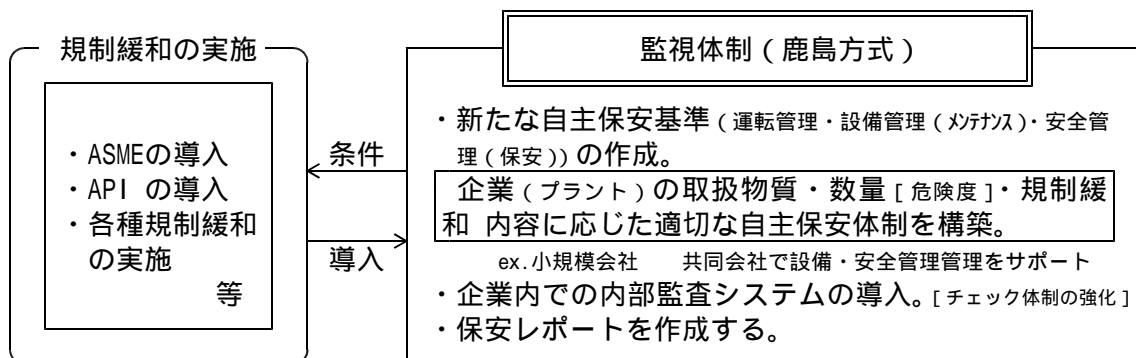 規制緩和の実施
・ASMEの導入
・API の導入
・各種規制緩和
の実施
等
条件
導入
監視体制（鹿島方式）
・新たな自主保安基準（運転管理・設備管理（ﾒﾝﾃﾅﾝｽ）・安全管
理（保安））の作成。
企業（プラント）の取扱物質・数量［危険度］・規制緩
和 内容に応じた適切な自主保安体制を構築。
ex.小規模会社　共同会社で設備・安全管理管理をサポート
・企業内での内部監査システムの導入。［チェック体制の強化］
・保安レポートを作成する。